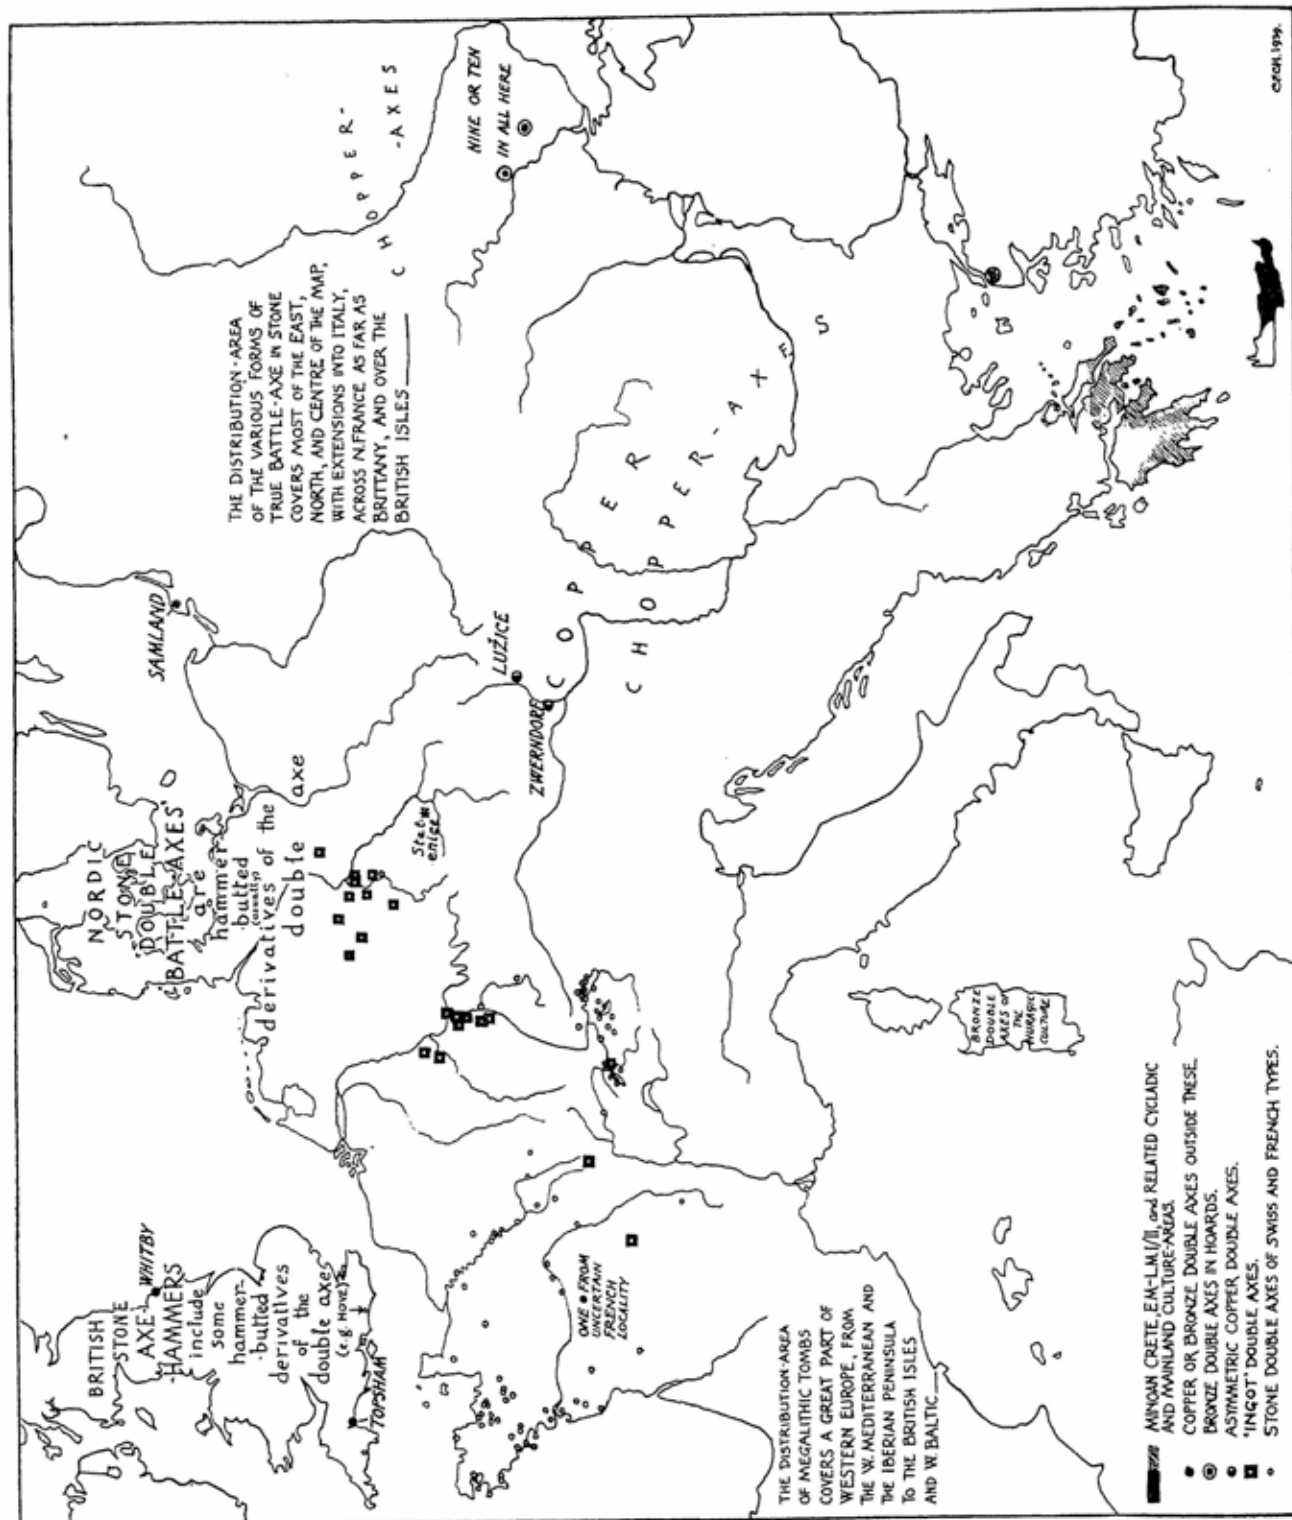 BRITISH
STONE
AXE-
-HAMMERS
include
some
hammer-
-butted
derivatives
of the
double axes
(e.g. HOVE)
WHITBY
TOPSHAM
NORDIC
STONE
"DOUBLE
BATTLE-AXES"
are
hammer-
-butted
(usually)
derivatives of the
double axe
SAMLAND
THE DISTRIBUTION-AREA
OF THE VARIOUS FORMS OF
TRUE BATTLE-AXE IN STONE
COVERS MOST OF THE EAST,
NORTH, AND CENTRE OF THE MAP,
WITH EXTENSIONS INTO ITALY,
ACROSS N.FRANCE AS FAR AS
BRITTANY, AND OVER THE
BRITISH ISLES
CHOPPER-
-AXES
NINE OR TEN
IN ALL HERE
Stat-
enice
LUŽICE
ZWERNDORF
COPPER
CHOPPER-AXES
ONE FROM
UNCERTAIN
FRENCH
LOCALITY
THE DISTRIBUTION-AREA
OF MEGALITHIC TOMBS
COVERS A GREAT PART OF
WESTERN EUROPE, FROM
THE W. MEDITERRANEAN AND
THE IBERIAN PENINSULA
TO THE BRITISH ISLES
AND W. BALTIC
BRONZE
DOUBLE
AXES OF
THE
NURAGIC
CULTURE
MINOAN CRETE, EM-LM I/II, and RELATED CYCLADIC
AND MAINLAND CULTURE-AREAS.
COPPER OR BRONZE DOUBLE AXES OUTSIDE THESE.
BRONZE DOUBLE AXES IN HOARDS.
ASYMMETRIC COPPER DOUBLE AXES.
"INGOT" DOUBLE AXES.
STONE DOUBLE AXES OF SWISS AND FRENCH TYPES.